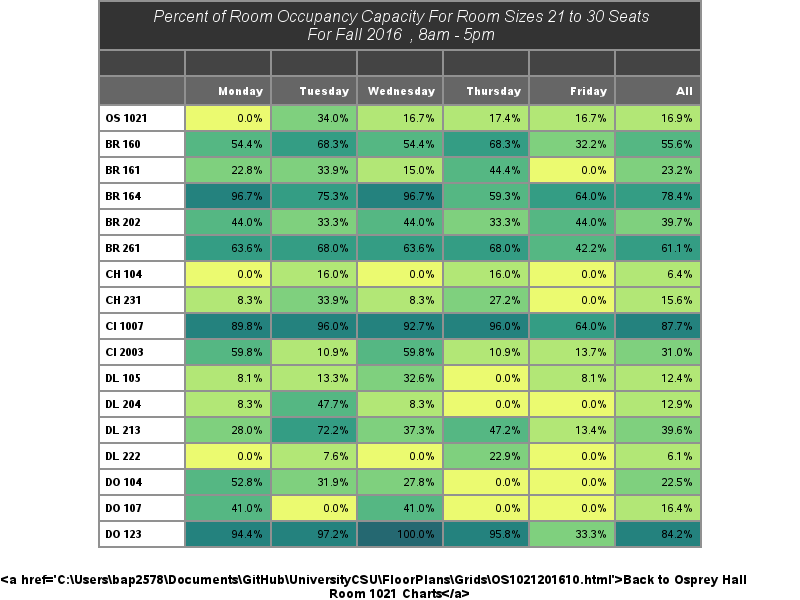 Percent of Room Occupancy Capacity For Room Sizes 21 to 30 Seats
For Fall 2016 , 8am - 5pm
Monday Tuesday Wednesday Thursday Friday All
OS 1021 0.0% 34.0% 16.7% 17.4% 16.7% 16.9%
BR 160 54.4% 68.3% 54.4% 68.3% 32.2% 55.6%
BR 161 22.8% 33.9% 15.0% 44.4% 0.0% 23.2%
BR 164 96.7% 75.3% 96.7% 59.3% 64.0% 78.4%
BR 202 44.0% 33.3% 44.0% 33.3% 44.0% 39.7%
BR 261 63.6% 68.0% 63.6% 68.0% 42.2% 61.1%
CH 104 0.0% 16.0% 0.0% 16.0% 0.0% 6.4%
CH 231 8.3% 33.9% 8.3% 27.2% 0.0% 15.6%
CI 1007 89.8% 96.0% 92.7% 96.0% 64.0% 87.7%
CI 2003 59.8% 10.9% 59.8% 10.9% 13.7% 31.0%
DL 105 8.1% 13.3% 32.6% 0.0% 8.1% 12.4%
DL 204 8.3% 47.7% 8.3% 0.0% 0.0% 12.9%
DL 213 28.0% 72.2% 37.3% 47.2% 13.4% 39.6%
DL 222 0.0% 7.6% 0.0% 22.9% 0.0% 6.1%
DO 104 52.8% 31.9% 27.8% 0.0% 0.0% 22.5%
DO 107 41.0% 0.0% 41.0% 0.0% 0.0% 16.4%
DO 123 94.4% 97.2% 100.0% 95.8% 33.3% 84.2%
<a href='C:\Users\bap2578\Documents\GitHub\UniversityCSU\FloorPlans\Grids\OS1021201610.html'>Back to Osprey Hall
Room 1021 Charts</a>